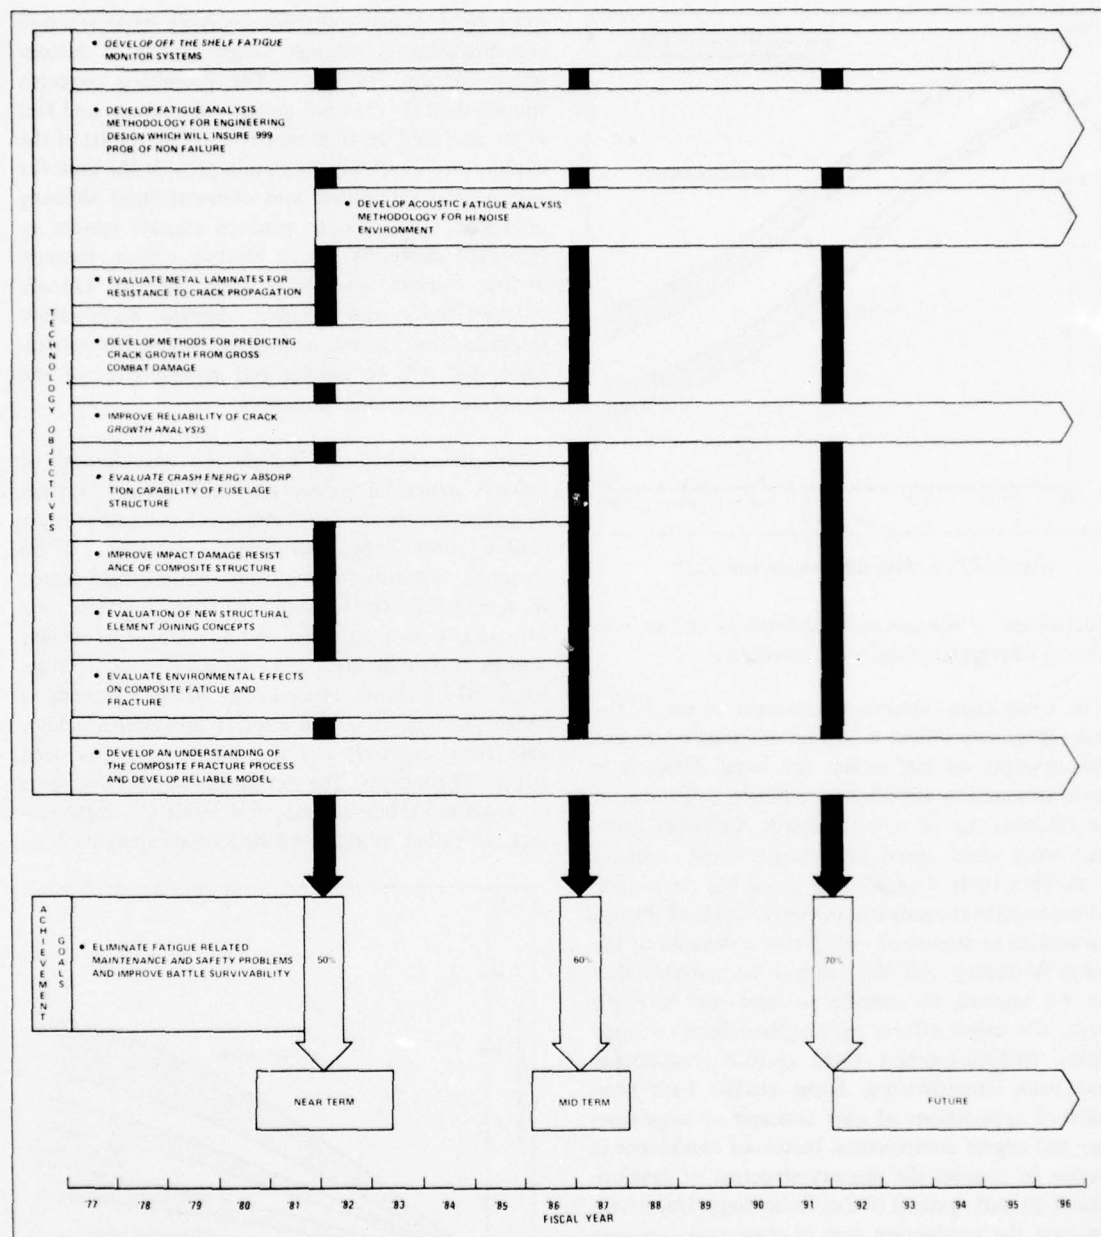 • DEVELOP OFF THE SHELF FATIGUE
MONITOR SYSTEMS
• DEVELOP FATIGUE ANALYSIS
METHODOLOGY FOR ENGINEERING
DESIGN WHICH WILL INSURE .999
PROB. OF NON FAILURE
• DEVELOP ACOUSTIC FATIGUE ANALYSIS
METHODOLOGY FOR HI NOISE
ENVIRONMENT
• EVALUATE METAL LAMINATES FOR
RESISTANCE TO CRACK PROPAGATION
TECHNOLOGY OBJECTIVES
• DEVELOP METHODS FOR PREDICTING
CRACK GROWTH FROM GROSS
COMBAT DAMAGE
• IMPROVE RELIABILITY OF CRACK
GROWTH ANALYSIS
• EVALUATE CRASH ENERGY ABSORP
TION CAPABILITY OF FUSELAGE
STRUCTURE
• IMPROVE IMPACT DAMAGE RESIST
ANCE OF COMPOSITE STRUCTURE
• EVALUATION OF NEW STRUCTURAL
ELEMENT JOINING CONCEPTS
• EVALUATE ENVIRONMENTAL EFFECTS
ON COMPOSITE FATIGUE AND
FRACTURE
• DEVELOP AN UNDERSTANDING OF
THE COMPOSITE FRACTURE PROCESS
AND DEVELOP RELIABLE MODEL
ACHIEVEMENT
GOALS
• ELIMINATE FATIGUE RELATED
MAINTENANCE AND SAFETY PROBLEMS
AND IMPROVE BATTLE SURVIVABILITY
50% 60% 70%
NEAR TERM MID TERM FUTURE
'77 '78 '79 '80 '81 '82 '83 '84 '85 '86 '87 '88 '89 '90 '91 '92 '93 '94 '95 '96
FISCAL YEAR